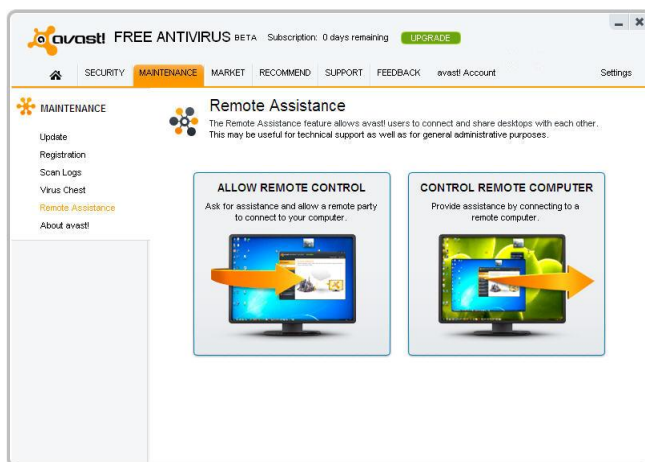 avast! FREE ANTIVIRUS BETA Subscription: 0 days remaining UPGRADE
SECURITY MAINTENANCE MARKET RECOMMEND SUPPORT FEEDBACK avast! Account Settings
MAINTENANCE
Update
Registration
Scan Logs
Virus Chest
Remote Assistance
About avast!
Remote Assistance
The Remote Assistance feature allows avast! users to connect and share desktops with each other.
This may be useful for technical support as well as for general administrative purposes.
ALLOW REMOTE CONTROL
Ask for assistance and allow a remote party
to connect to your computer.
CONTROL REMOTE COMPUTER
Provide assistance by connecting to a
remote computer.